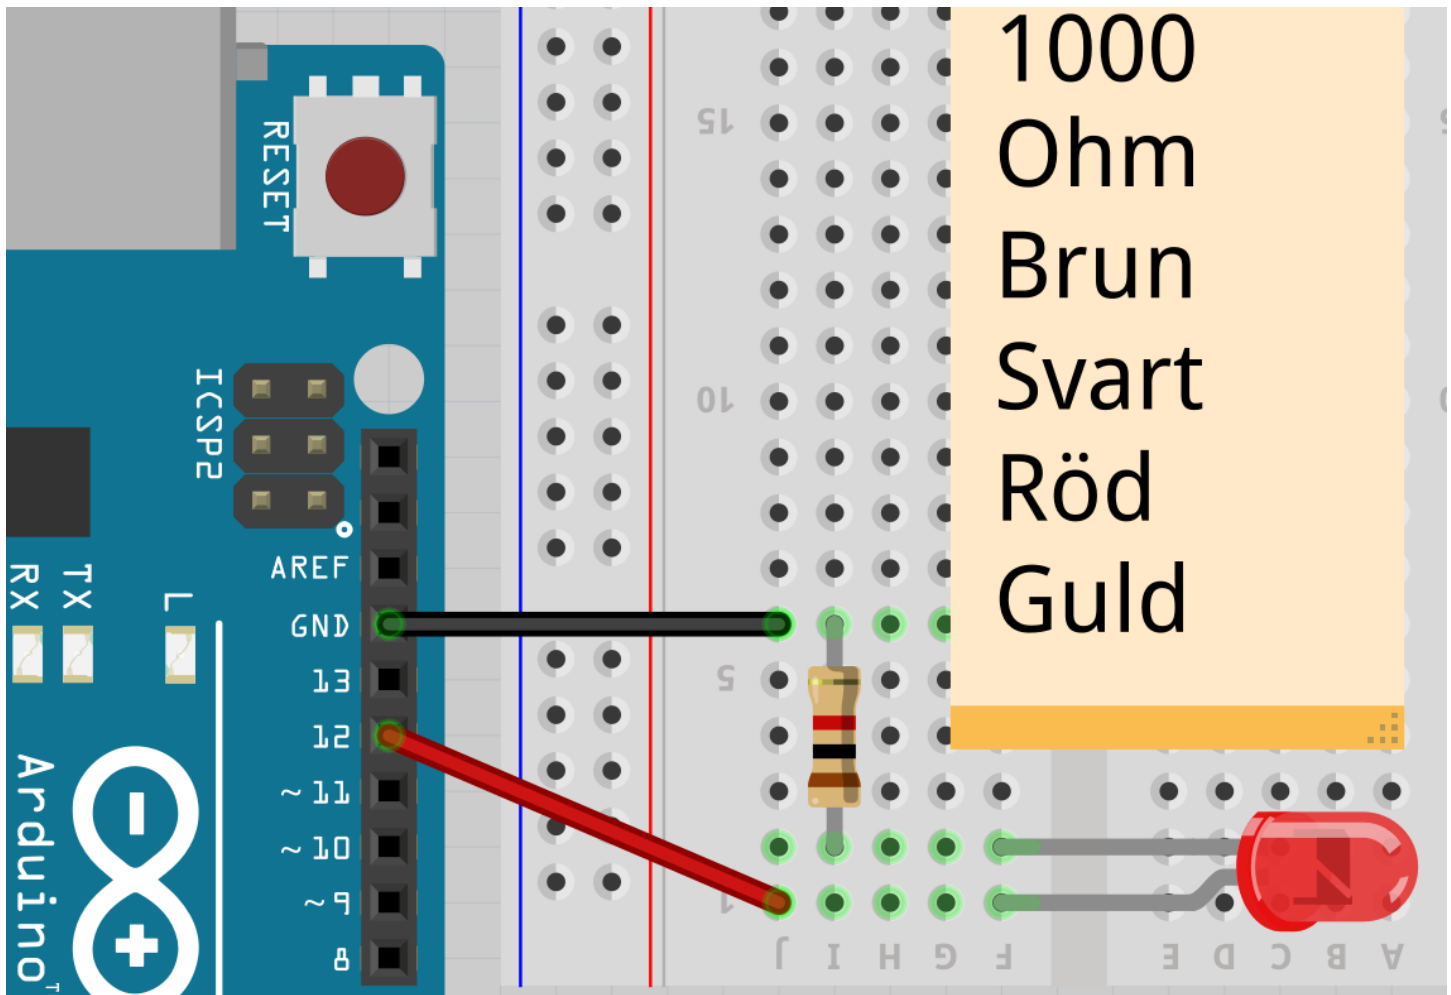 1000
Ohm
Brun
Svart
Röd
Guld
RESET
ICSP2
AREF
GND
13
12
~11
~10
~9
8
RX
TX
L
Arduino
15
10
5
1
J I H G F
E D C B A